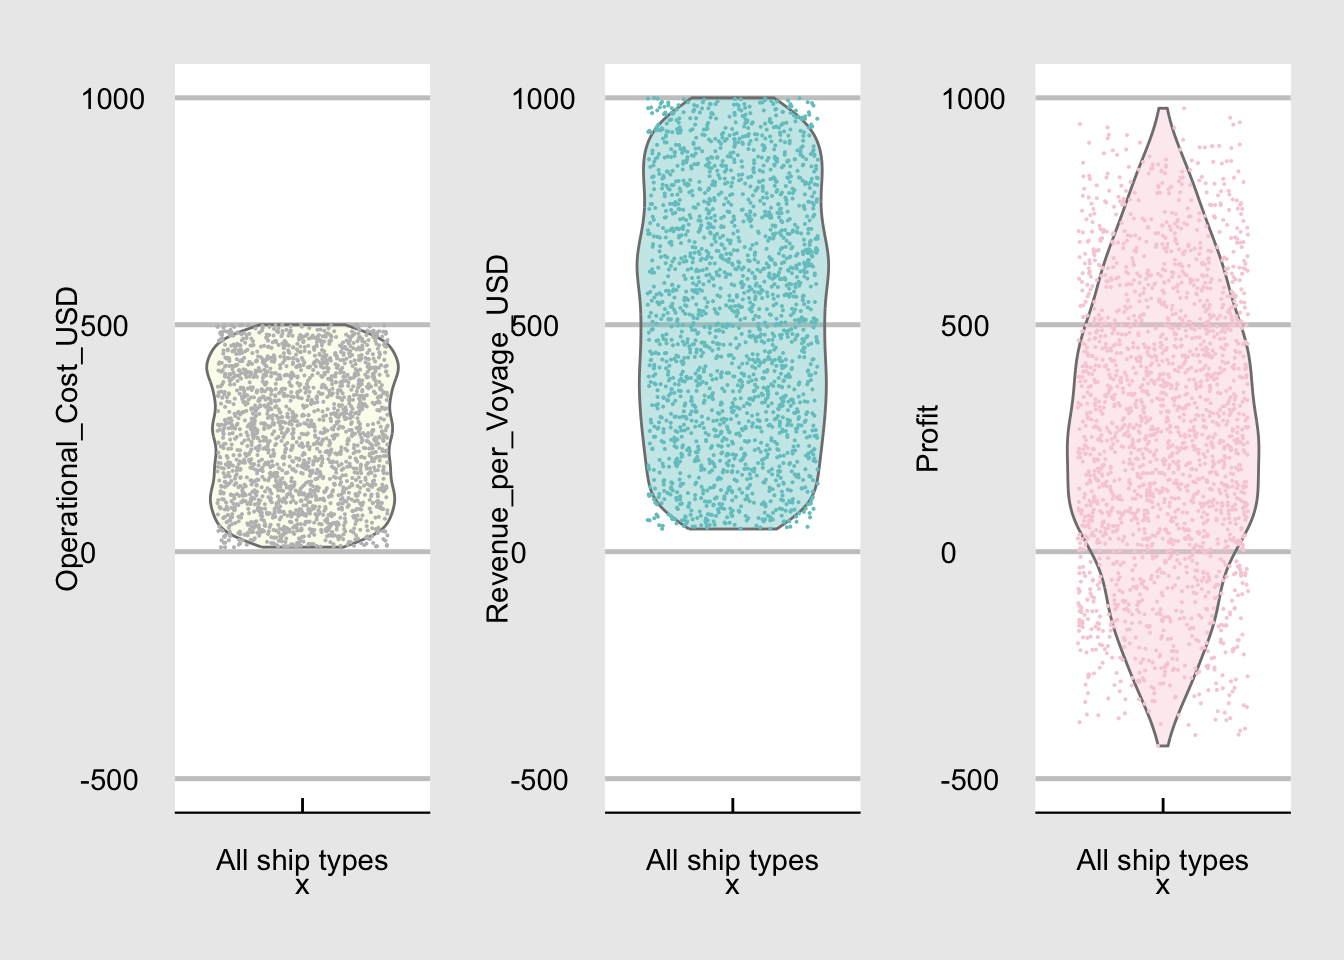 Operational_Cost_USD
1000
500
0
-500
All ship types
x
Revenue_per_Voyage_USD
1000
500
0
-500
All ship types
x
Profit
1000
500
0
-500
All ship types
x